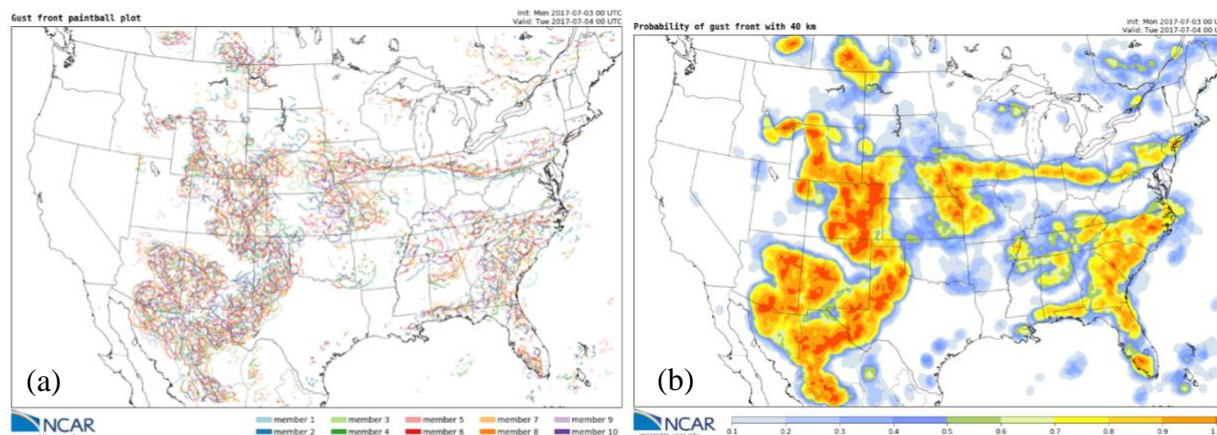 Gust front paintball plot
Init: Mon 2017-07-03 00 UTC
Valid: Tue 2017-07-04 00 UTC
(a)
NCAR
member 1
member 3
member 5
member 7
member 9
member 2
member 4
member 6
member 8
member 10
Probability of gust front with 40 km
Init: Mon 2017-07-03 00
Valid: Tue 2017-07-04 00
(b)
NCAR
0.1 0.2 0.3 0.4 0.5 0.6 0.7 0.8 0.9